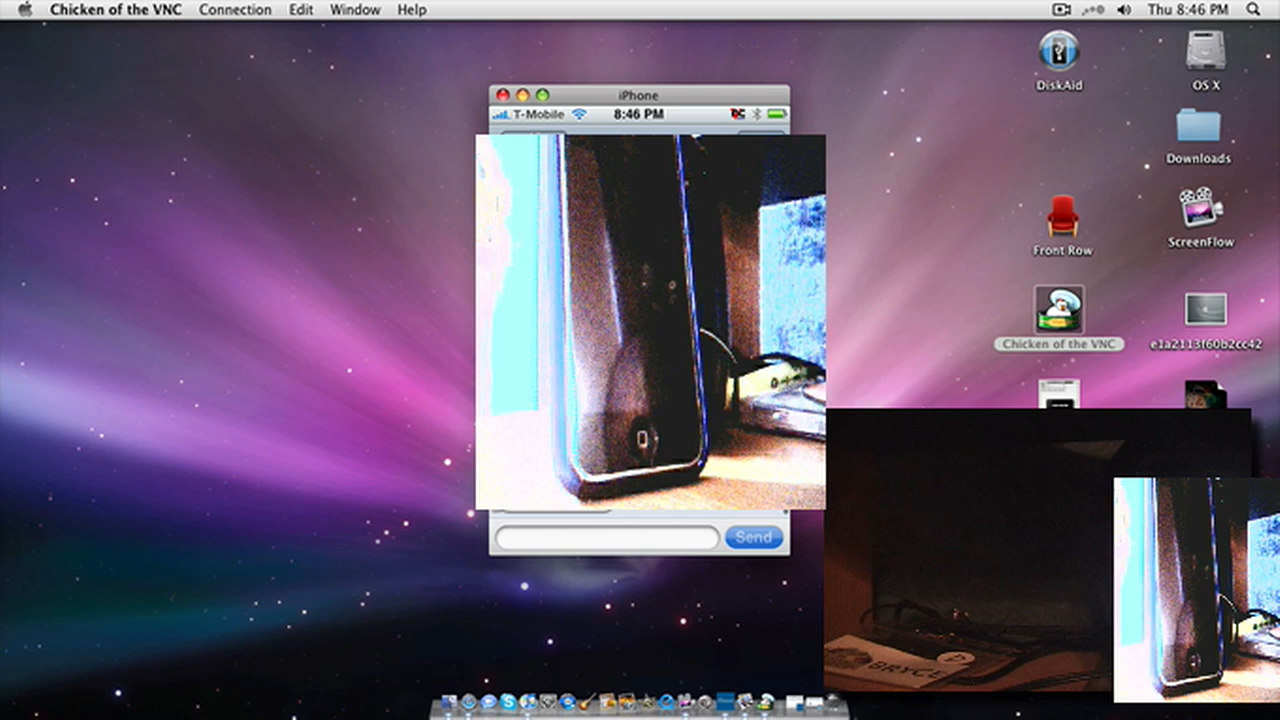 Chicken of the VNC Connection Edit Window Help Thu 8:46 PM
iPhone
T-Mobile 8:46 PM
DiskAid
OS X
Downloads
Front Row
ScreenFlow
Chicken of the VNC
e1a2113f60b2cc42
Send
BRYCE